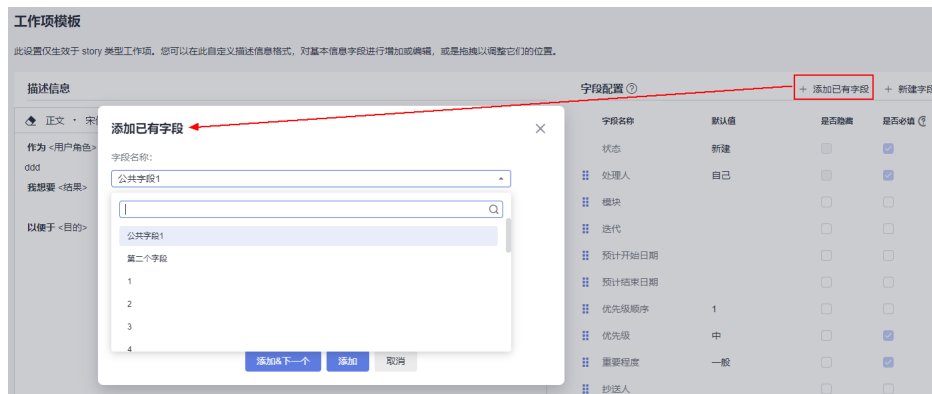 工作项模板
此设置仅生效于 story 类型工作项。您可以在此自定义描述信息格式，对基本信息字段进行增加或编辑，或是拖拽以调整它们的位置。
描述信息
字段配置 ?
+ 添加已有字段
+ 新建字段
正文 · 宋
作为 <用户角色>
ddd
我想要 <结果>
以便于 <目的>
添加已有字段
字段名称：
公共字段1
公共字段1
第二个字段
1
2
3
4
添加&下一个 添加 取消
字段名称 默认值 是否隐藏 是否必填 ?
状态 新建
处理人 自己
模块
迭代
预计开始日期
预计结束日期
优先级顺序 1
优先级 中
重要程度 一般
抄送人